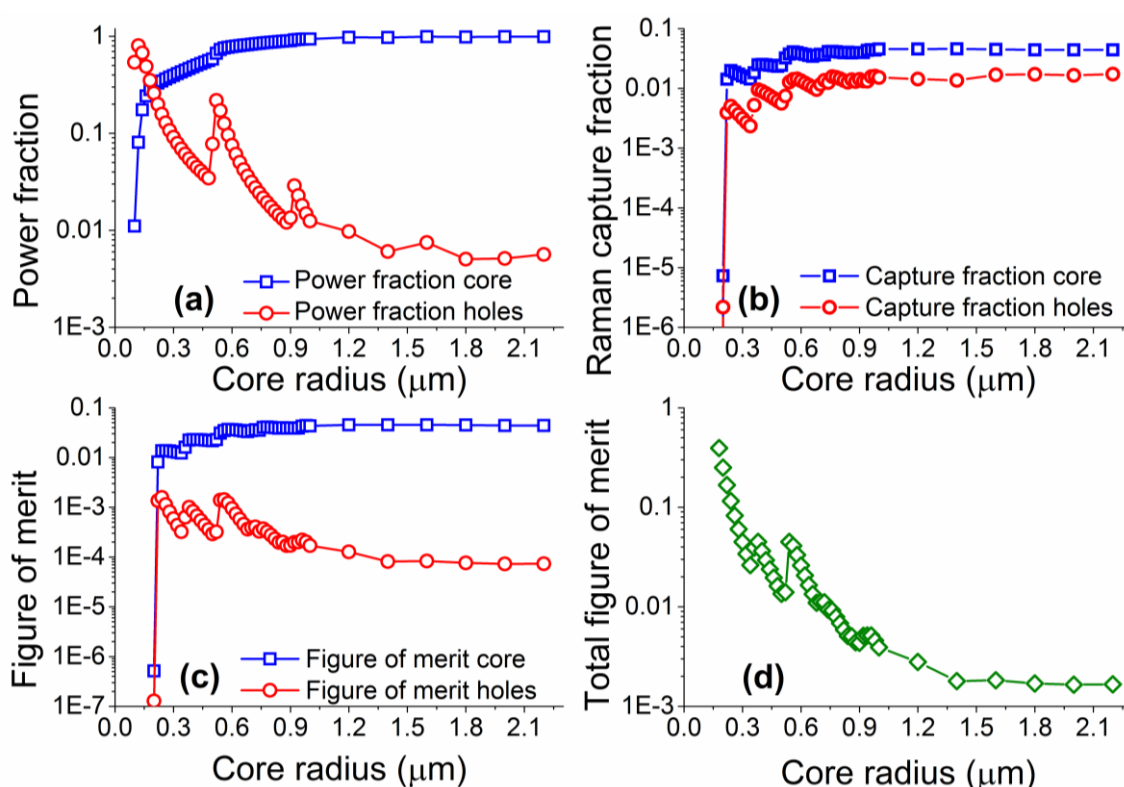 1
0.1
0.01
1E-3
Power fraction
Power fraction core
Power fraction holes
(a)
0.3 0.6 0.9 1.2 1.5 1.8 2.1
Core radius (μm)
0.1
0.01
1E-3
1E-4
1E-5
1E-6
Raman capture fraction
Capture fraction core
Capture fraction holes
(b)
0.0 0.3 0.6 0.9 1.2 1.5 1.8 2.1
Core radius (μm)
0.1
0.01
1E-3
1E-4
1E-5
1E-6
1E-7
Figure of merit
Figure of merit core
Figure of merit holes
(c)
0.0 0.3 0.6 0.9 1.2 1.5 1.8 2.1
Core radius (μm)
1
0.1
0.01
1E-3
Total figure of merit
(d)
0.0 0.3 0.6 0.9 1.2 1.5 1.8 2.1
Core radius (μm)